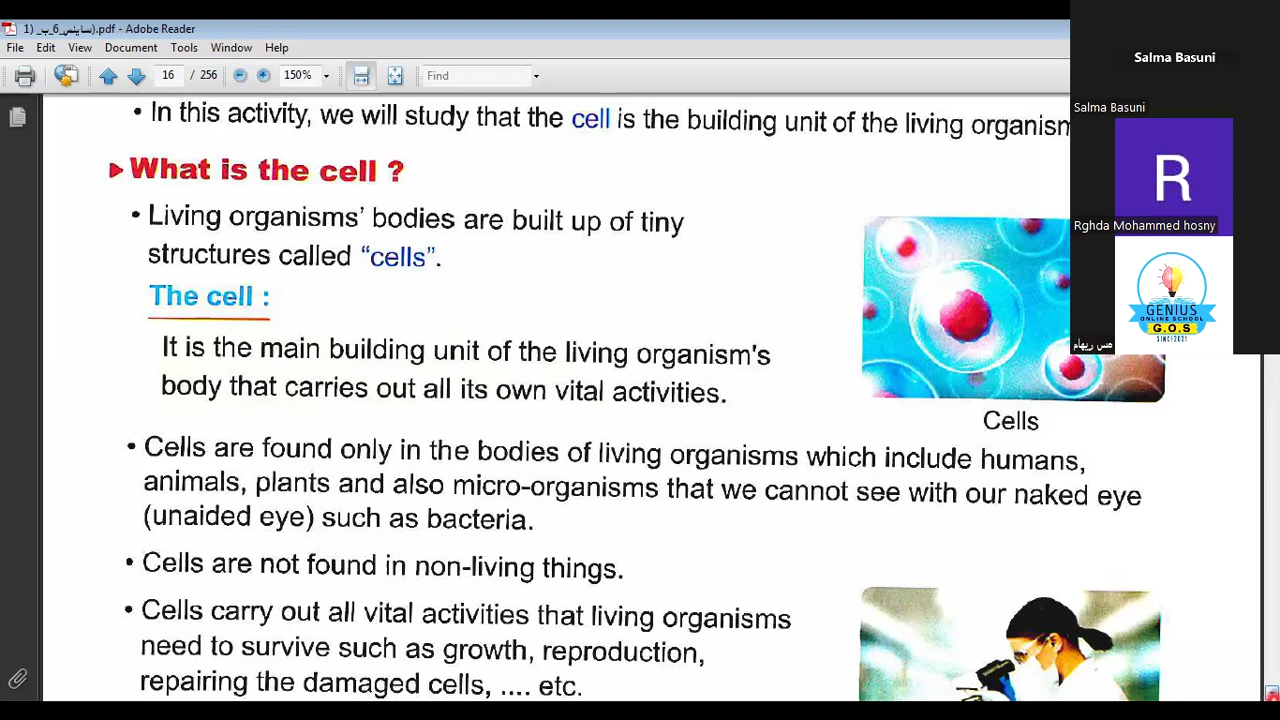 1) ساينس_6_ب_).pdf - Adobe Reader
File Edit View Document Tools Window Help
16 / 256 150% Find
• In this activity, we will study that the cell is the building unit of the living organism
What is the cell ?
• Living organisms' bodies are built up of tiny
structures called "cells".
The cell :
It is the main building unit of the living organism's
body that carries out all its own vital activities.
Cells
• Cells are found only in the bodies of living organisms which include humans,
animals, plants and also micro-organisms that we cannot see with our naked eye
(unaided eye) such as bacteria.
• Cells are not found in non-living things.
• Cells carry out all vital activities that living organisms
need to survive such as growth, reproduction,
repairing the damaged cells, .... etc.
Salma Basuni
Salma Basuni
R
Rghda Mohammed hosny
GENIUS
ONLINE SCHOOL
G.O.S
SINCE2021
مس ريهام